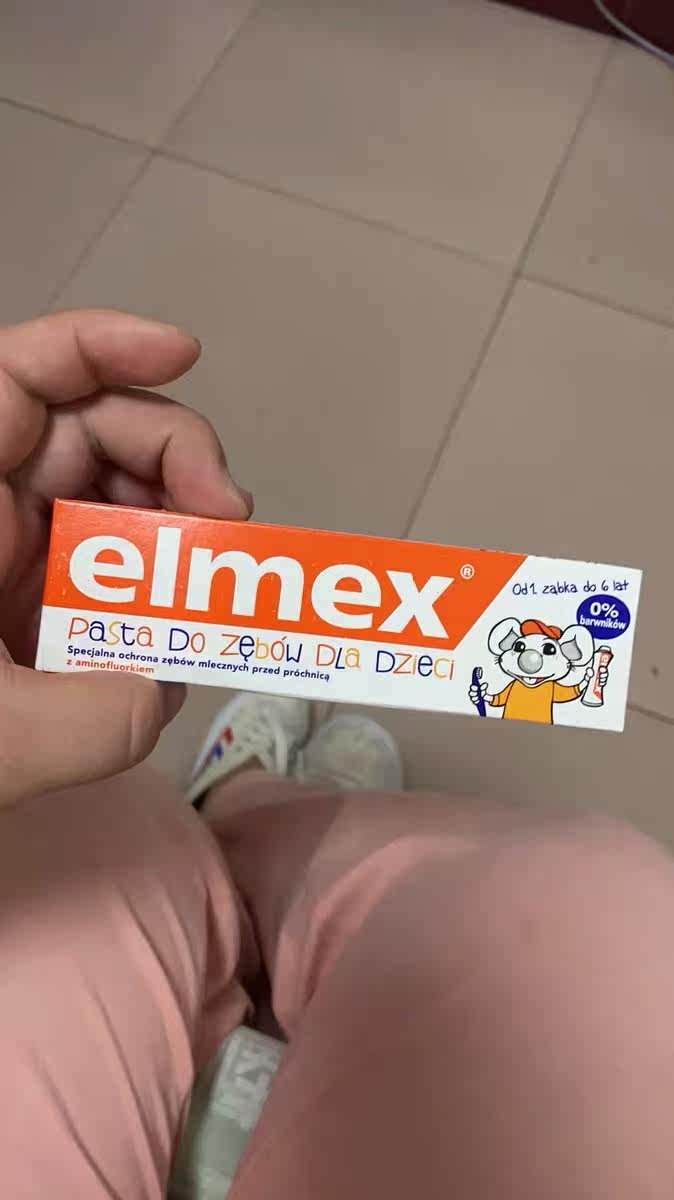 elmex®
Od 1. ząbka do 6 lat
0%
barwników
Pasta Do Zębów Dla Dzieci
Specjalna ochrona zębów mlecznych przed próchnicą
z aminofluorkiem